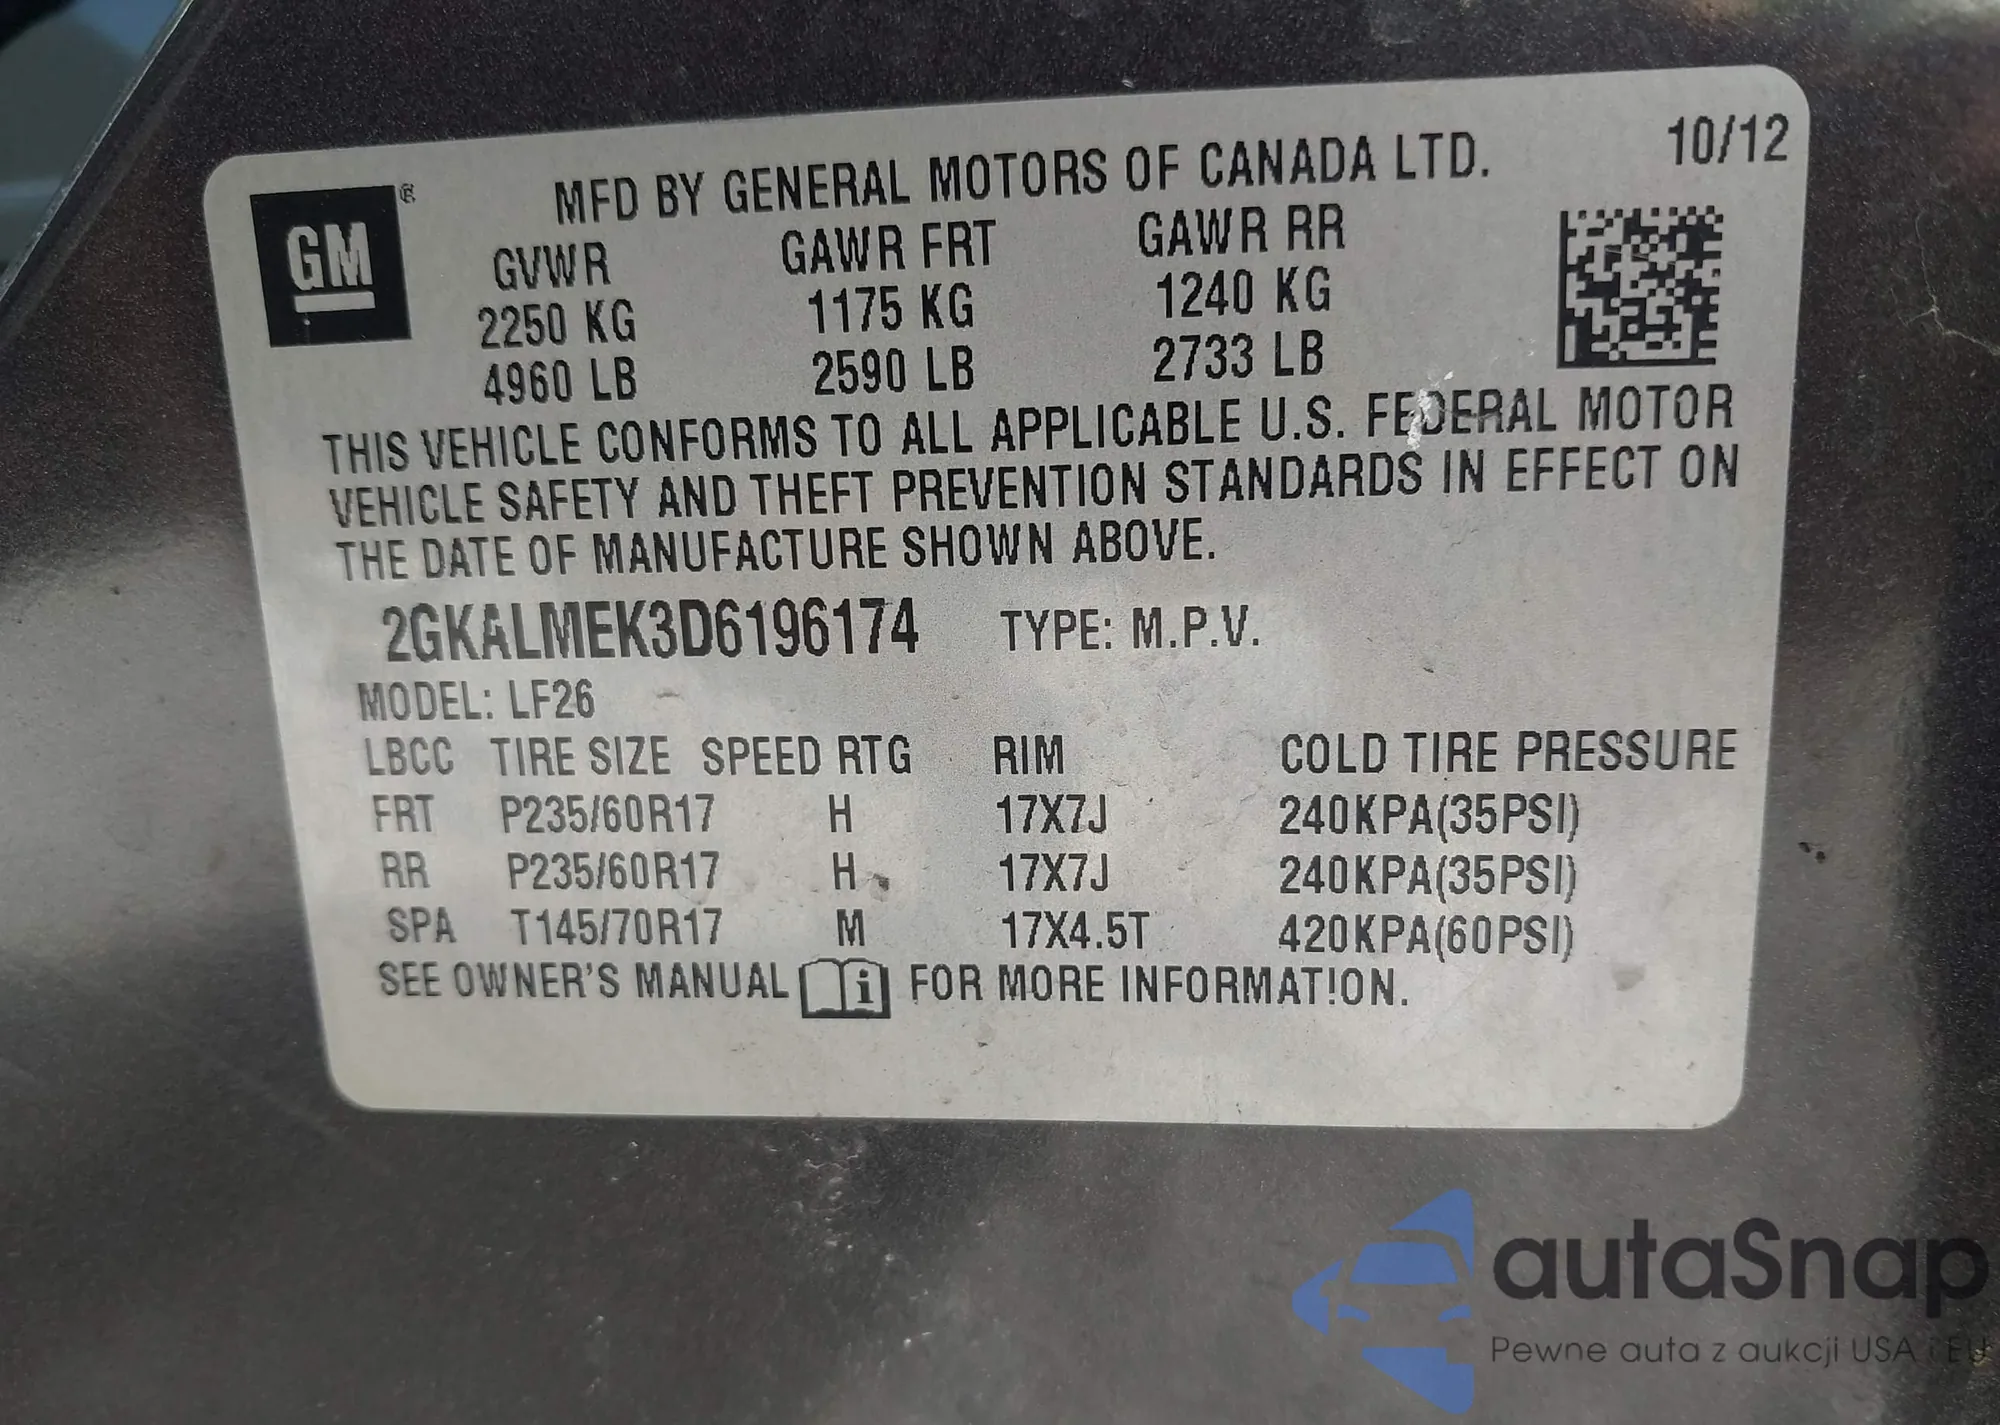 10/12
GM ®
MFD BY GENERAL MOTORS OF CANADA LTD.
GVWR GAWR FRT GAWR RR
2250 KG 1175 KG 1240 KG
4960 LB 2590 LB 2733 LB
THIS VEHICLE CONFORMS TO ALL APPLICABLE U.S. FEDERAL MOTOR
VEHICLE SAFETY AND THEFT PREVENTION STANDARDS IN EFFECT ON
THE DATE OF MANUFACTURE SHOWN ABOVE.
2GKALMEK3D6196174 TYPE: M.P.V.
MODEL: LF26
LBCC TIRE SIZE SPEED RTG RIM COLD TIRE PRESSURE
FRT P235/60R17 H 17X7J 240KPA(35PSI)
RR P235/60R17 H 17X7J 240KPA(35PSI)
SPA T145/70R17 M 17X4.5T 420KPA(60PSI)
SEE OWNER'S MANUAL i FOR MORE INFORMATION.
autaSnap
Pewne auta z aukcji USA i EU